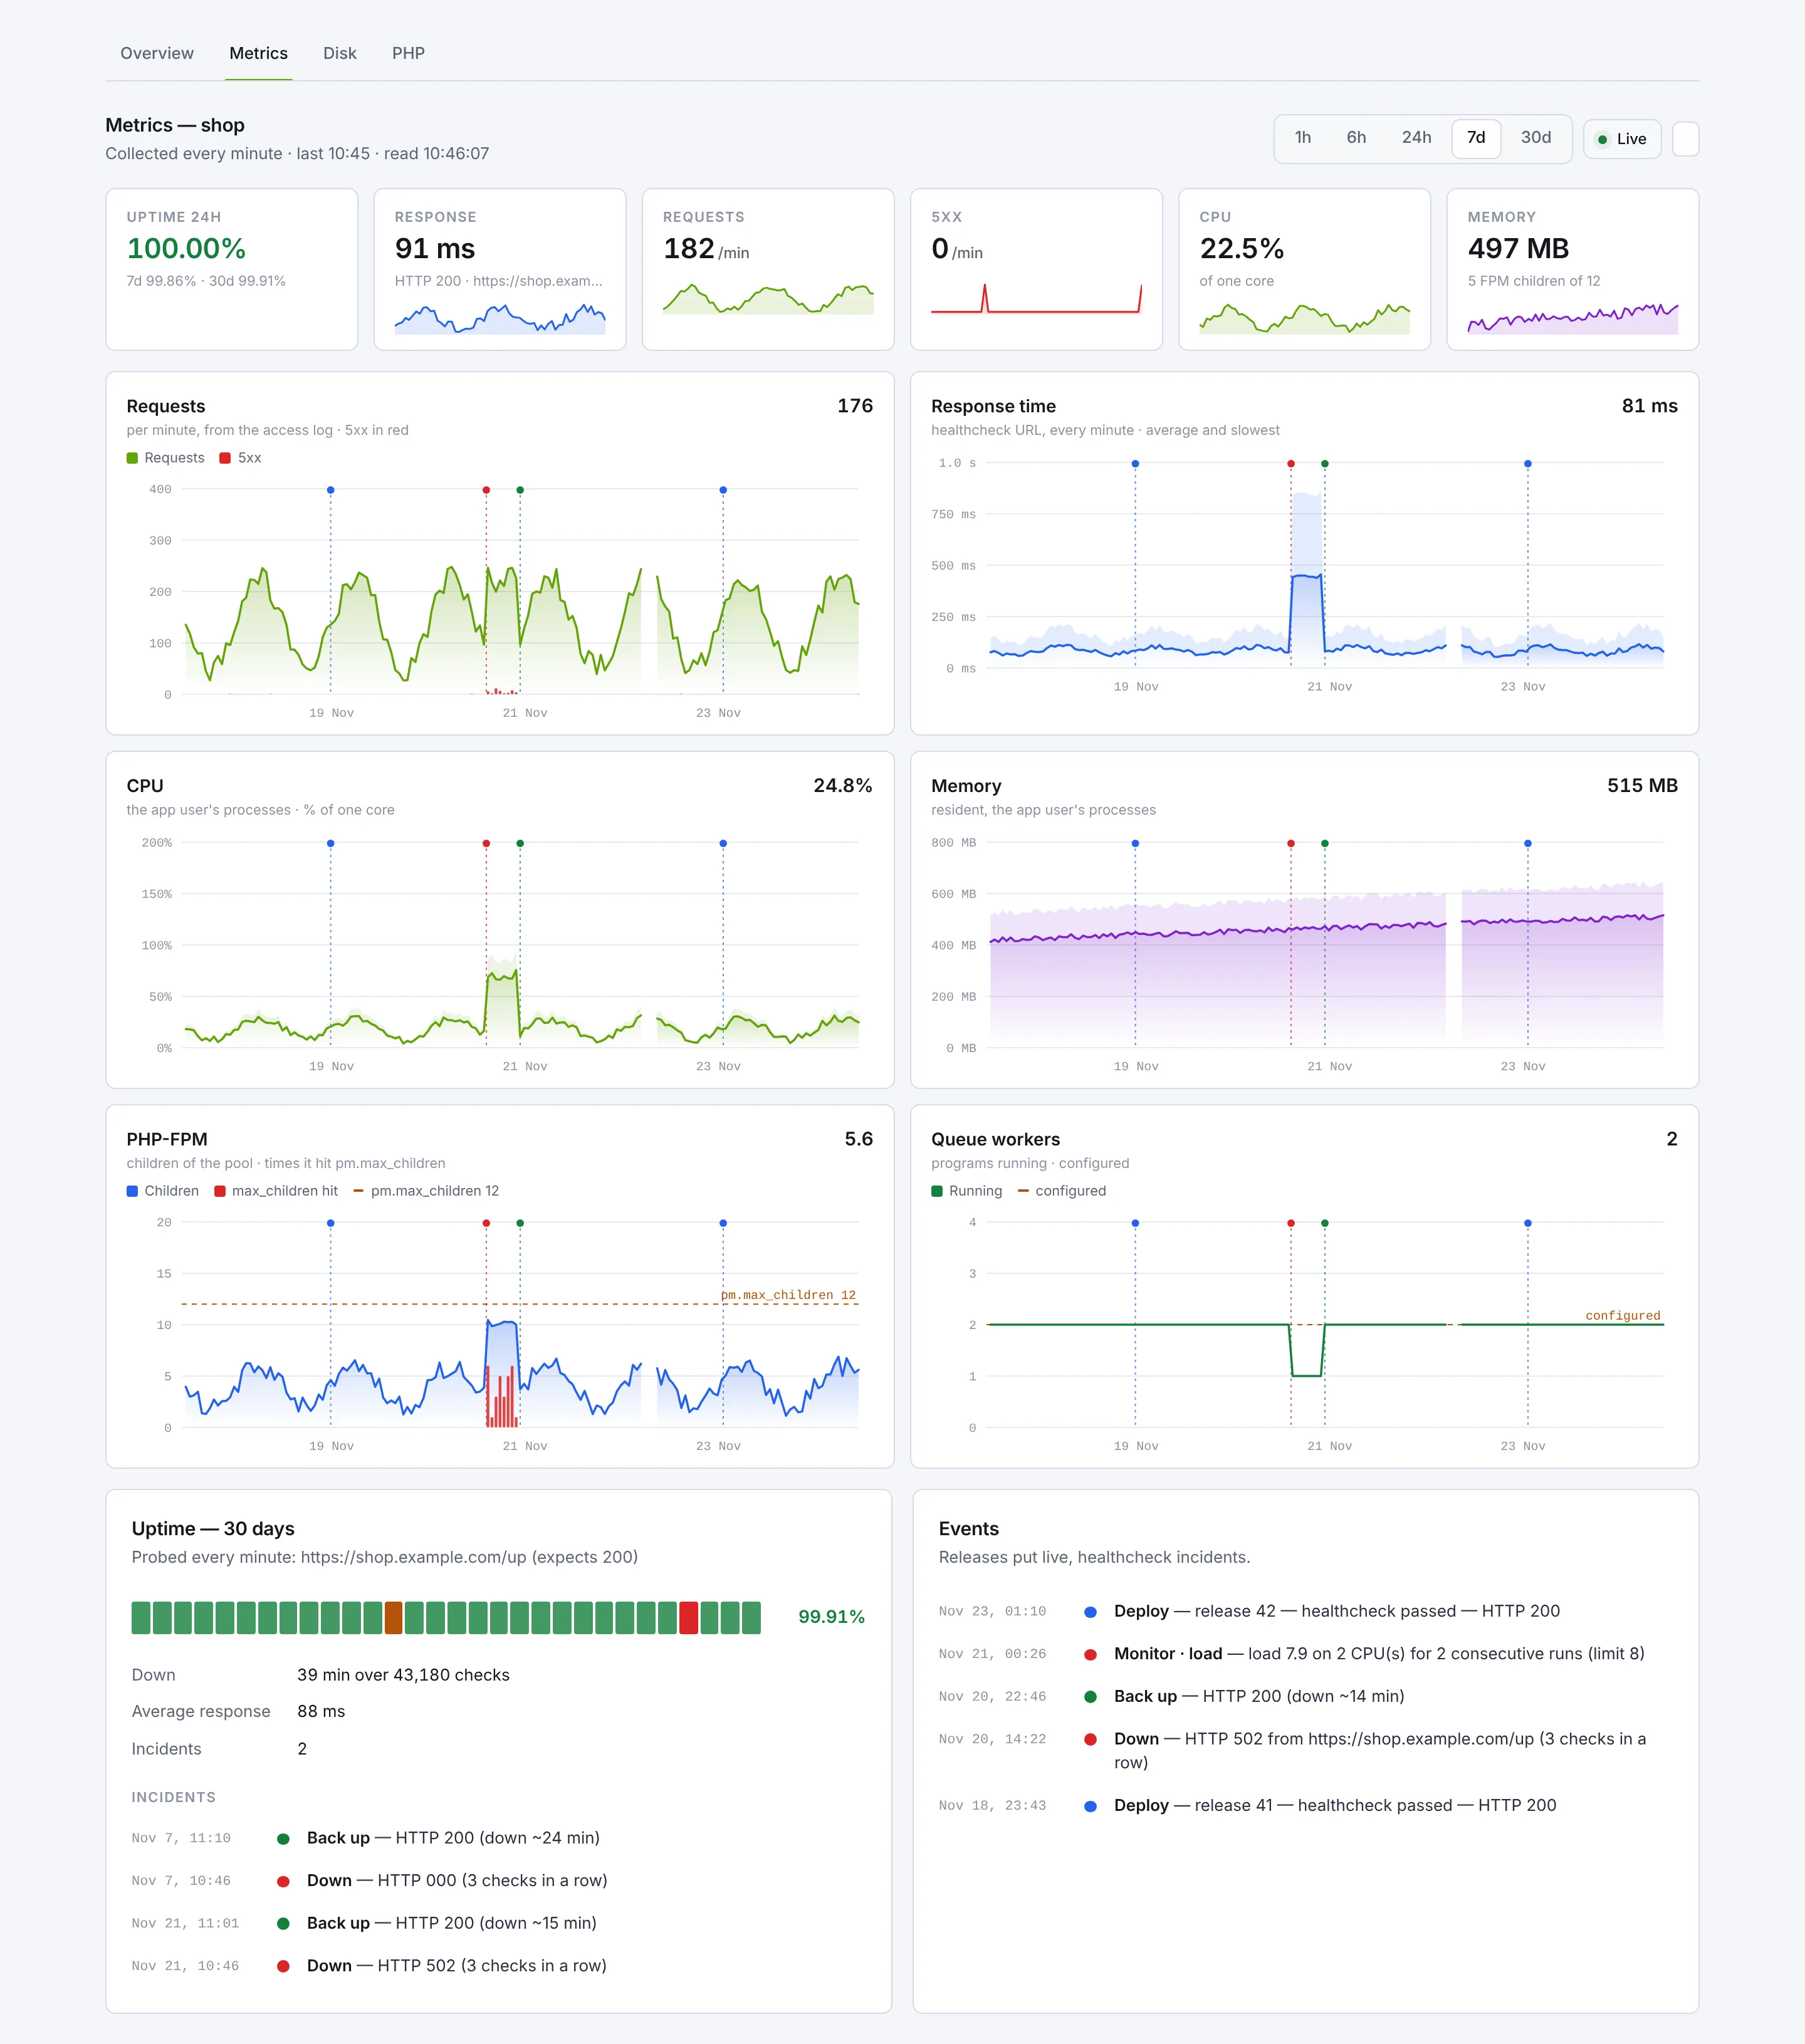 Overview Metrics Disk PHP
Metrics — shop
Collected every minute · last 10:45 · read 10:46:07
1h 6h 24h 7d 30d Live
UPTIME 24H
100.00%
7d 99.86% · 30d 99.91%
RESPONSE
91 ms
HTTP 200 · https://shop.exam...
REQUESTS
182 /min
5XX
0 /min
CPU
22.5%
of one core
MEMORY
497 MB
5 FPM children of 12
Requests 176
per minute, from the access log · 5xx in red
Requests 5xx
400
300
200
100
0
19 Nov 21 Nov 23 Nov
Response time 81 ms
healthcheck URL, every minute · average and slowest
1.0 s
750 ms
500 ms
250 ms
0 ms
19 Nov 21 Nov 23 Nov
CPU 24.8%
the app user's processes · % of one core
200%
150%
100%
50%
0%
19 Nov 21 Nov 23 Nov
Memory 515 MB
resident, the app user's processes
800 MB
600 MB
400 MB
200 MB
0 MB
19 Nov 21 Nov 23 Nov
PHP-FPM 5.6
children of the pool · times it hit pm.max_children
Children max_children hit pm.max_children 12
20
15
pm.max_children 12
10
5
0
19 Nov 21 Nov 23 Nov
Queue workers 2
programs running · configured
Running configured
4
3
configured
2
1
0
19 Nov 21 Nov 23 Nov
Uptime — 30 days
Probed every minute: https://shop.example.com/up (expects 200)
99.91%
Down 39 min over 43,180 checks
Average response 88 ms
Incidents 2
INCIDENTS
Nov 7, 11:10 Back up — HTTP 200 (down ~24 min)
Nov 7, 10:46 Down — HTTP 000 (3 checks in a row)
Nov 21, 11:01 Back up — HTTP 200 (down ~15 min)
Nov 21, 10:46 Down — HTTP 502 (3 checks in a row)
Events
Releases put live, healthcheck incidents.
Nov 23, 01:10 Deploy — release 42 — healthcheck passed — HTTP 200
Nov 21, 00:26 Monitor · load — load 7.9 on 2 CPU(s) for 2 consecutive runs (limit 8)
Nov 20, 22:46 Back up — HTTP 200 (down ~14 min)
Nov 20, 14:22 Down — HTTP 502 from https://shop.example.com/up (3 checks in a
row)
Nov 18, 23:43 Deploy — release 41 — healthcheck passed — HTTP 200